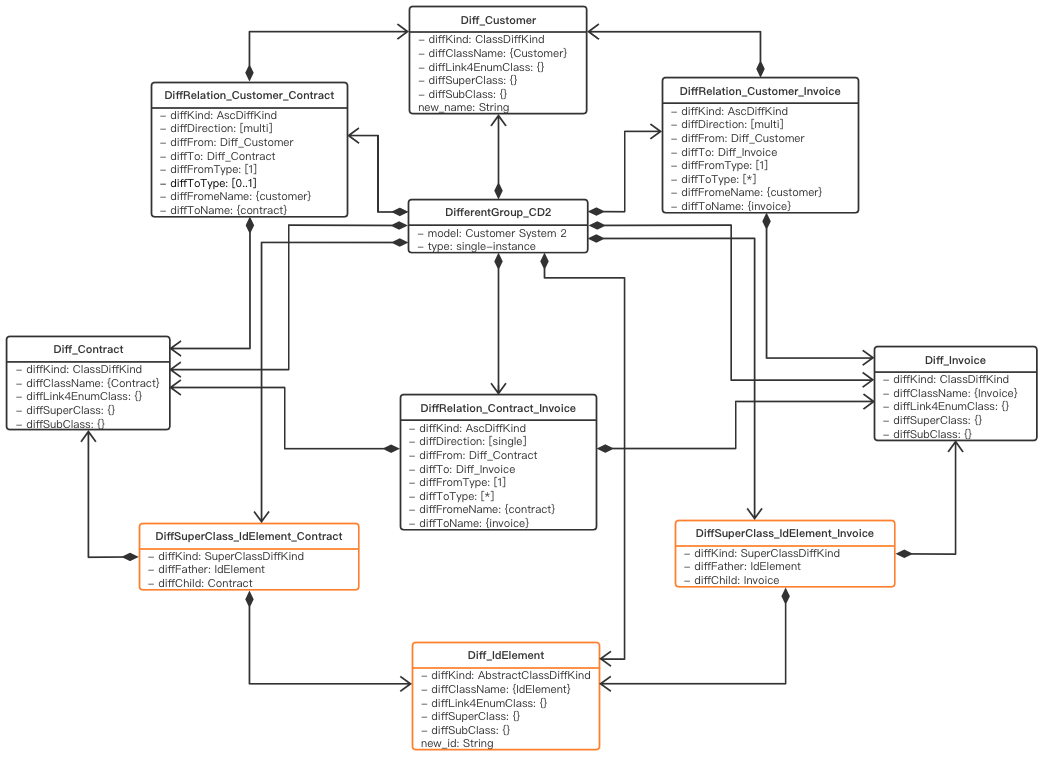 Diff_Customer
– diffKind: ClassDiffKind
– diffClassName: {Customer}
– diffLink4EnumClass: {}
– diffSuperClass: {}
– diffSubClass: {}
new_name: String
DiffRelation_Customer_Contract
– diffKind: AscDiffKind
– diffDirection: [multi]
– diffFrom: Diff_Customer
– diffTo: Diff_Contract
– diffFromType: [1]
– diffToType: [0..1]
– diffFromeName: {customer}
– diffToName: {contract}
DiffRelation_Customer_Invoice
– diffKind: AscDiffKind
– diffDirection: [multi]
– diffFrom: Diff_Customer
– diffTo: Diff_Invoice
– diffFromType: [1]
– diffToType: [*]
– diffFromeName: {customer}
– diffToName: {invoice}
DifferentGroup_CD2
– model: Customer System 2
– type: single–instance
Diff_Contract
– diffKind: ClassDiffKind
– diffClassName: {Contract}
– diffLink4EnumClass: {}
– diffSuperClass: {}
– diffSubClass: {}
Diff_Invoice
– diffKind: ClassDiffKind
– diffClassName: {Invoice}
– diffLink4EnumClass: {}
– diffSuperClass: {}
– diffSubClass: {}
DiffRelation_Contract_Invoice
– diffKind: AscDiffKind
– diffDirection: [single]
– diffFrom: Diff_Contract
– diffTo: Diff_Invoice
– diffFromType: [1]
– diffToType: [*]
– diffFromeName: {contract}
– diffToName: {invoice}
DiffSuperClass_IdElement_Contract
– diffKind: SuperClassDiffKind
– diffFather: IdElement
– diffChild: Contract
DiffSuperClass_IdElement_Invoice
– diffKind: SuperClassDiffKind
– diffFather: IdElement
– diffChild: Invoice
Diff_IdElement
– diffKind: AbstractClassDiffKind
– diffClassName: {IdElement}
– diffLink4EnumClass: {}
– diffSuperClass: {}
– diffSubClass: {}
new_id: String